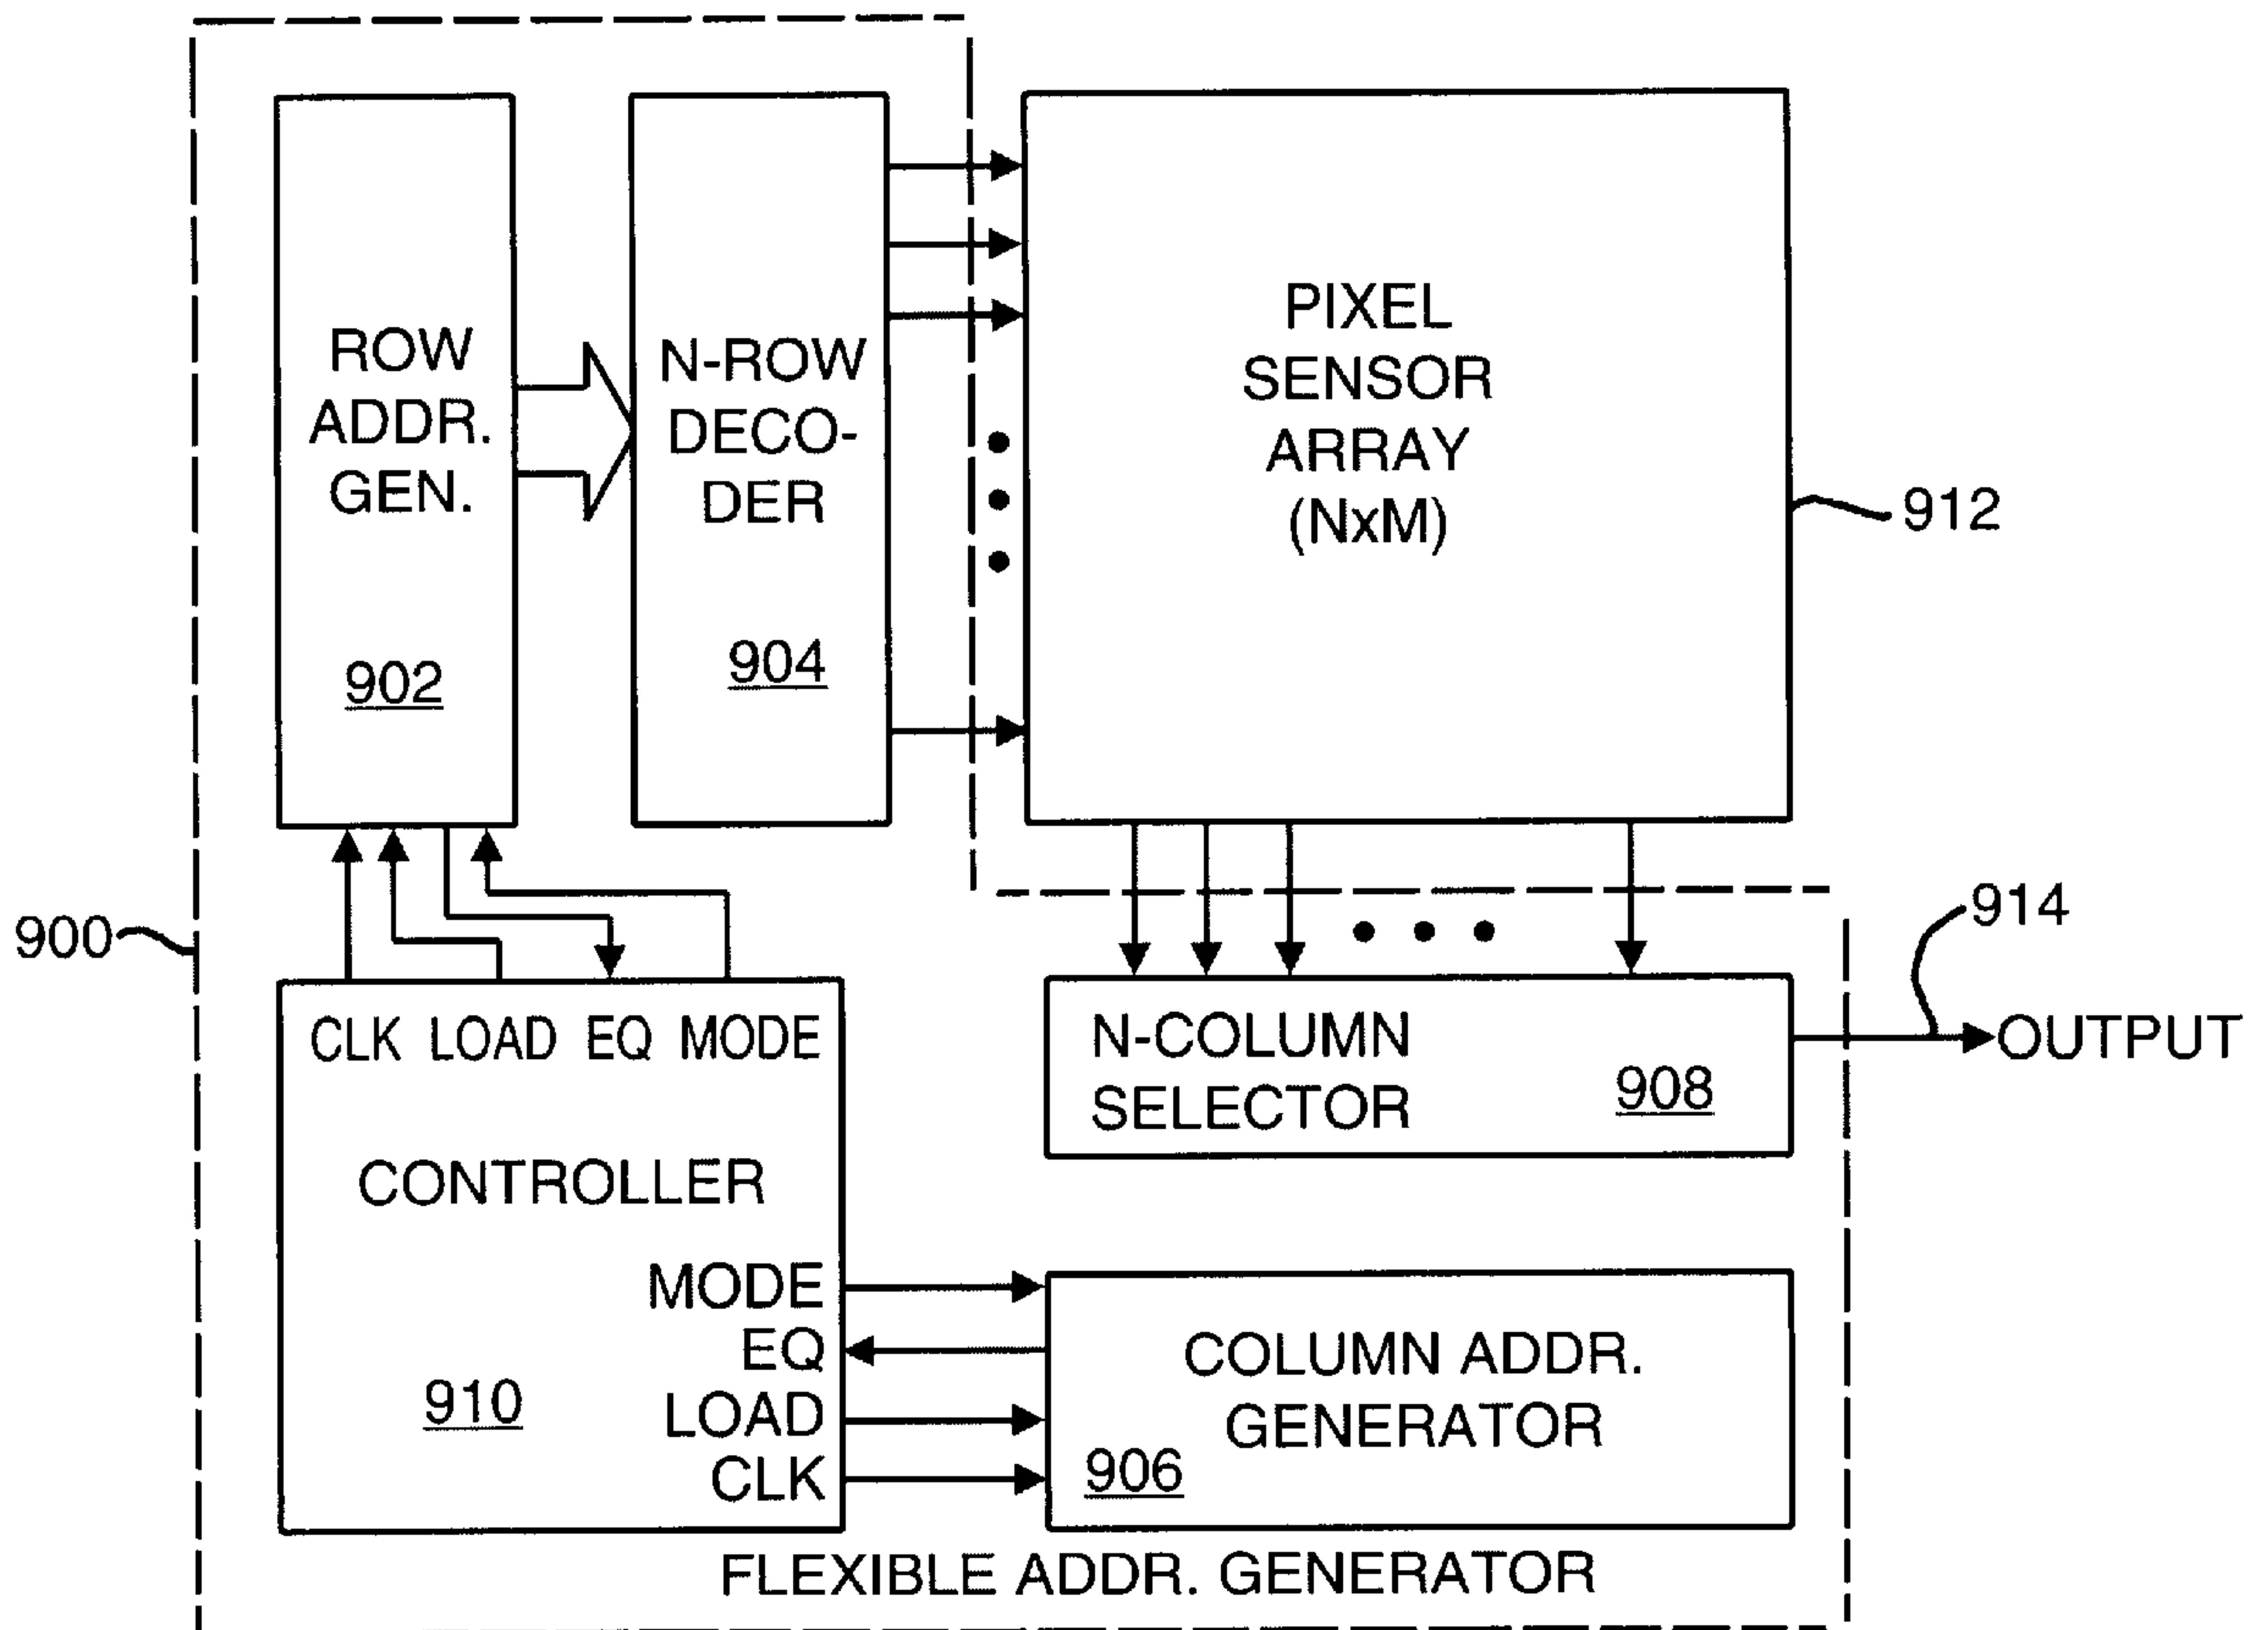 ROW
ADDR.
GEN.
902
N-ROW
DECO-
DER
904
PIXEL
SENSOR
ARRAY
(NxM)
912
900
914
CLK LOAD EQ MODE
CONTROLLER
910
MODE
EQ
LOAD
CLK
N-COLUMN
SELECTOR
908
OUTPUT
COLUMN ADDR.
GENERATOR
906
FLEXIBLE ADDR. GENERATOR